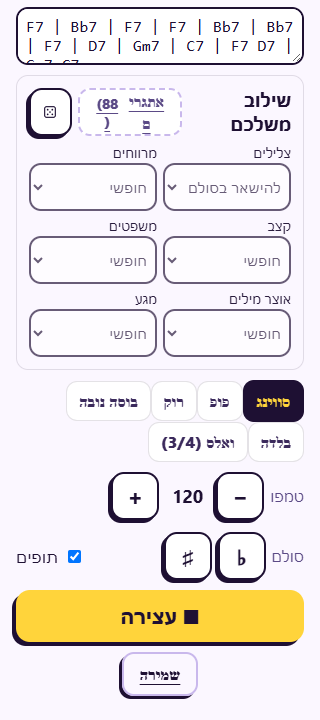 F7 | Bb7 | F7 | F7 | Bb7 | Bb7
| F7 | D7 | Gm7 | C7 | F7 D7 |
שילוב משלכם
אתגרים (88)
צלילים
מרווחים
להישאר בסולם
חופשי
קצב
משפטים
חופשי
חופשי
אוצר מילים
מגע
חופשי
חופשי
סווינג
פופ
רוק
בוסה נובה
בלדה
ואלס (3/4)
טמפו
−
120
+
סולם
♭
♯
תופים
■ עצירה
שמירה